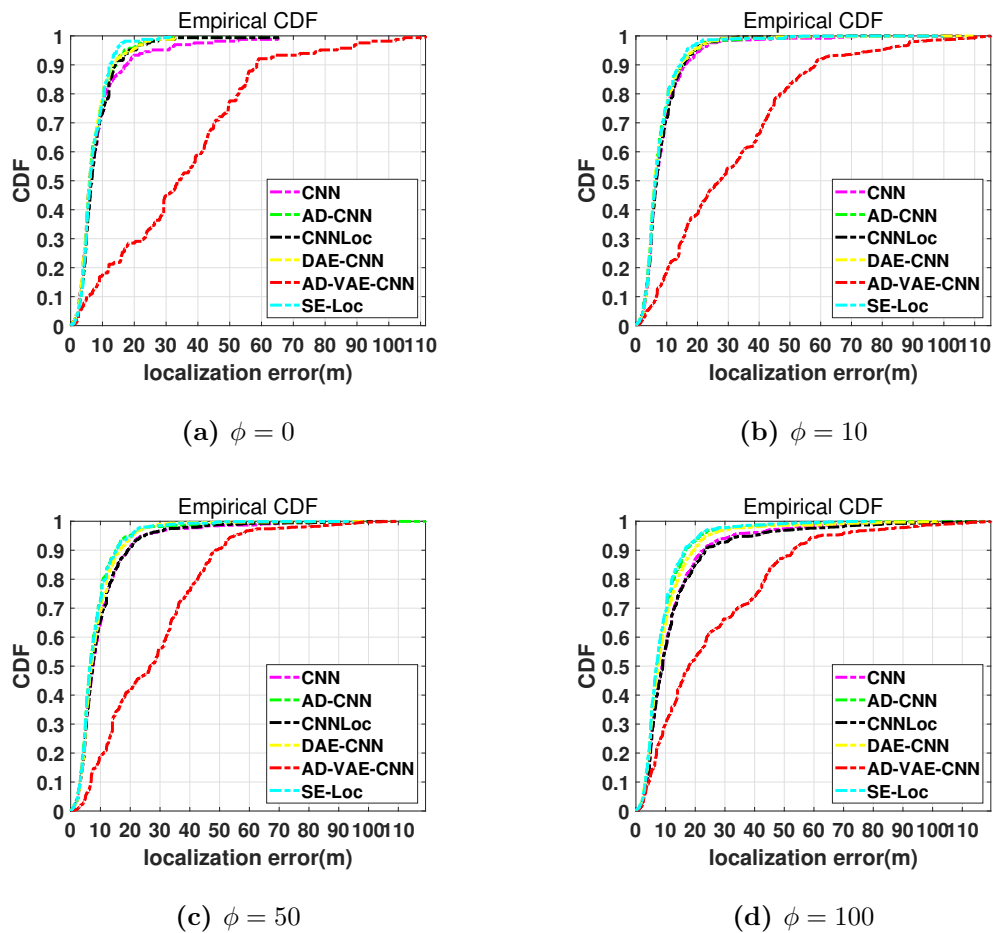 Empirical CDF
1
0.9
0.8
0.7
0.6
0.5
0.4
0.3
0.2
0.1
0
CDF
CNN
AD-CNN
CNNLoc
DAE-CNN
AD-VAE-CNN
SE-Loc
0 10 20 30 40 50 60 70 80 90 100 110
localization error(m)
(a) ϕ = 0
Empirical CDF
1
0.9
0.8
0.7
0.6
0.5
0.4
0.3
0.2
0.1
0
CDF
CNN
AD-CNN
CNNLoc
DAE-CNN
AD-VAE-CNN
SE-Loc
0 10 20 30 40 50 60 70 80 90 100 110
localization error(m)
(b) ϕ = 10
Empirical CDF
1
0.9
0.8
0.7
0.6
0.5
0.4
0.3
0.2
0.1
0
CDF
CNN
AD-CNN
CNNLoc
DAE-CNN
AD-VAE-CNN
SE-Loc
0 10 20 30 40 50 60 70 80 90 100 110
localization error(m)
(c) ϕ = 50
Empirical CDF
1
0.9
0.8
0.7
0.6
0.5
0.4
0.3
0.2
0.1
0
CDF
CNN
AD-CNN
CNNLoc
DAE-CNN
AD-VAE-CNN
SE-Loc
0 10 20 30 40 50 60 70 80 90 100 110
localization error(m)
(d) ϕ = 100